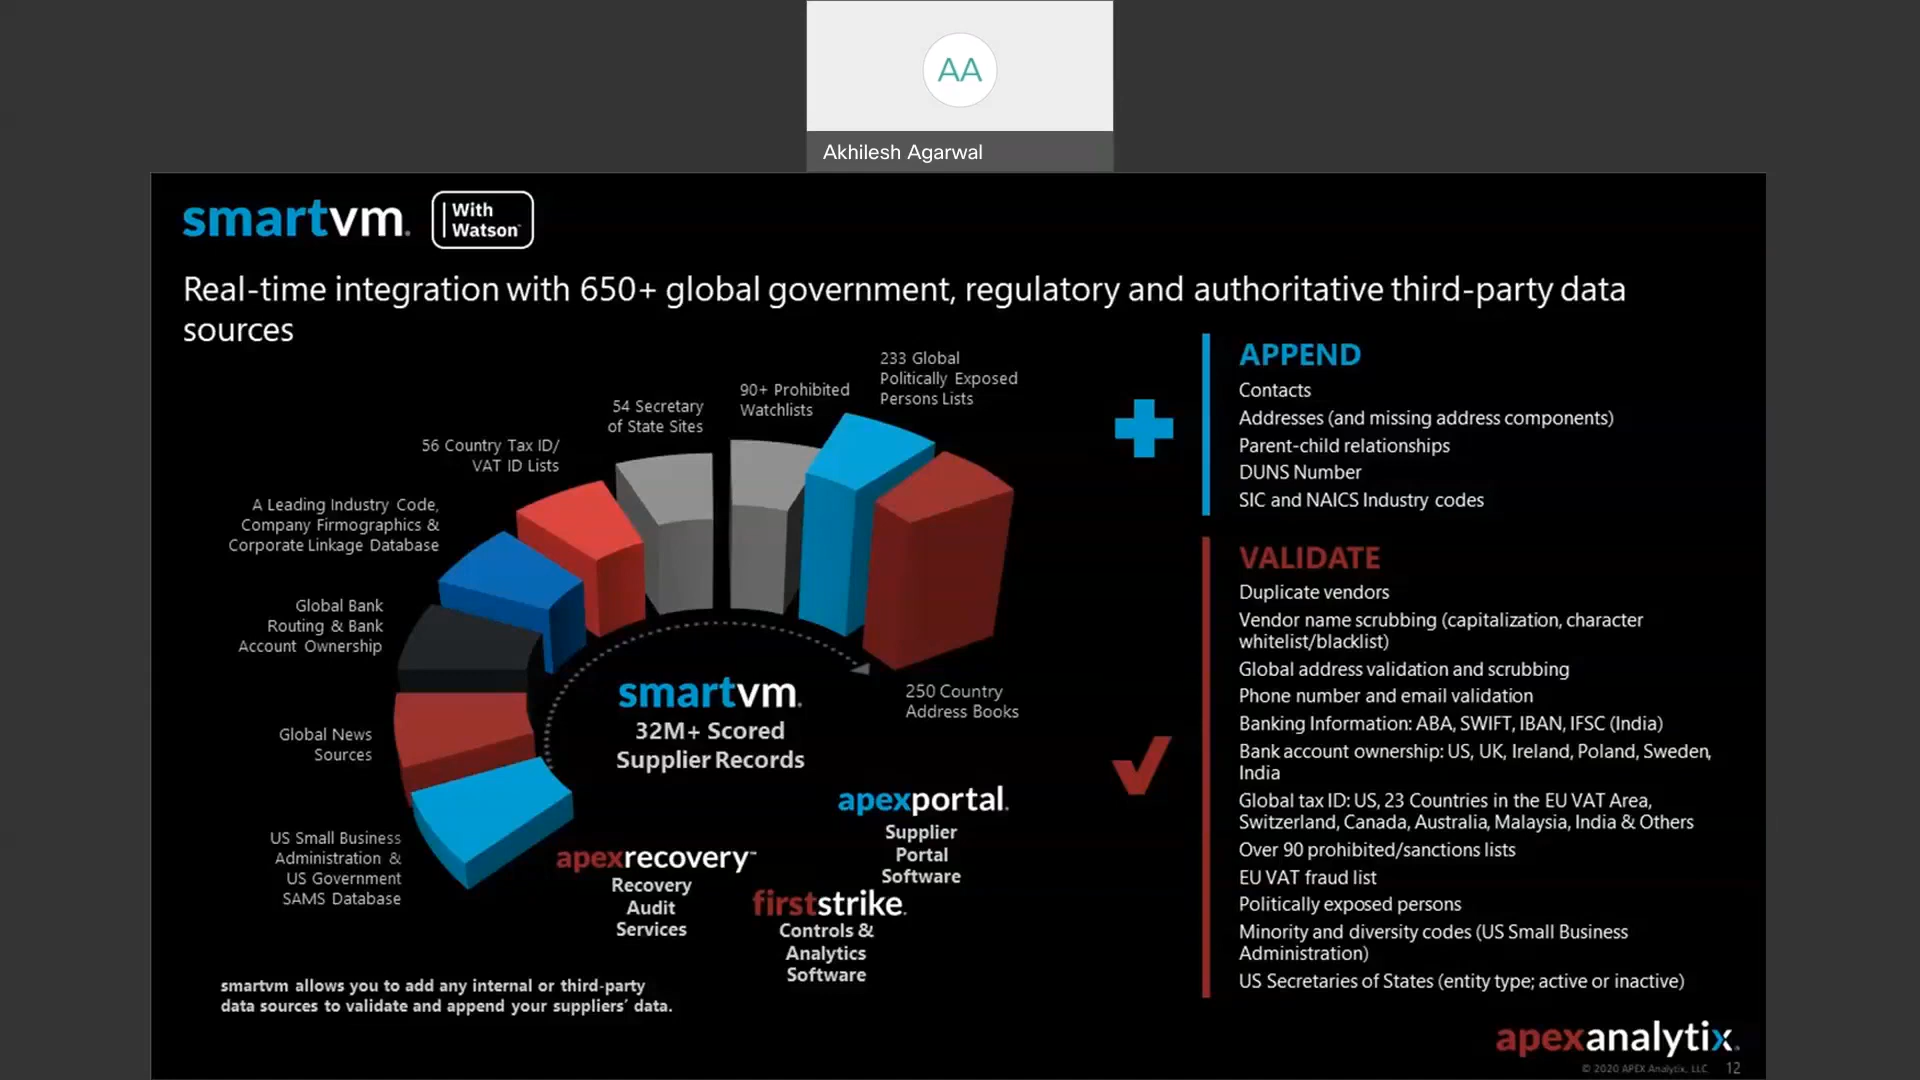 AA
Akhilesh Agarwal
smartvm.
With
Watson
Real-time integration with 650+ global government, regulatory and authoritative third-party data
sources
233 Global
Politically Exposed
Persons Lists
90+ Prohibited
Watchlists
54 Secretary
of State Sites
56 Country Tax ID/
VAT ID Lists
A Leading Industry Code,
Company Firmographics &
Corporate Linkage Database
Global Bank
Routing & Bank
Account Ownership
Global News
Sources
US Small Business
Administration &
US Government
SAMS Database
250 Country
Address Books
smartvm.
32M+ Scored
Supplier Records
apexportal.
Supplier
Portal
Software
apexrecovery™
Recovery
Audit
Services
firststrike.
Controls &
Analytics
Software
smartvm allows you to add any internal or third-party
data sources to validate and append your suppliers' data.
APPEND
Contacts
Addresses (and missing address components)
Parent-child relationships
DUNS Number
SIC and NAICS Industry codes
VALIDATE
Duplicate vendors
Vendor name scrubbing (capitalization, character
whitelist/blacklist)
Global address validation and scrubbing
Phone number and email validation
Banking Information: ABA, SWIFT, IBAN, IFSC (India)
Bank account ownership: US, UK, Ireland, Poland, Sweden,
India
Global tax ID: US, 23 Countries in the EU VAT Area,
Switzerland, Canada, Australia, Malaysia, India & Others
Over 90 prohibited/sanctions lists
EU VAT fraud list
Politically exposed persons
Minority and diversity codes (US Small Business
Administration)
US Secretaries of States (entity type; active or inactive)
apexanalytix.
© 2020 APEX Analytix, LLC
12